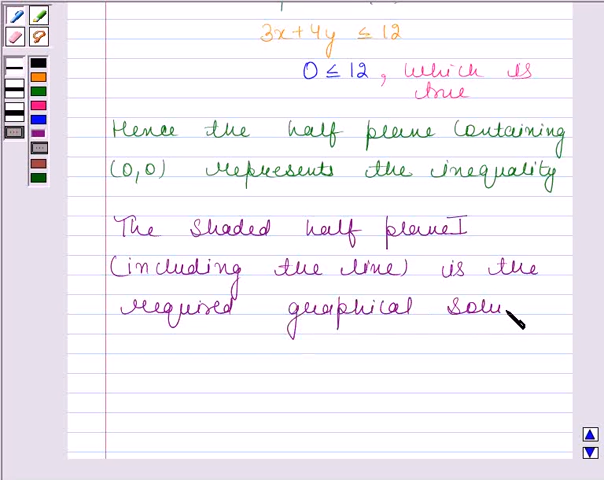 3x+4y ≤ 12
0 ≤ 12, which is
true
Hence the half plane Containing
(0,0) represents the inequality
The Shaded half plane I
(including the line) is the
required graphical Solu